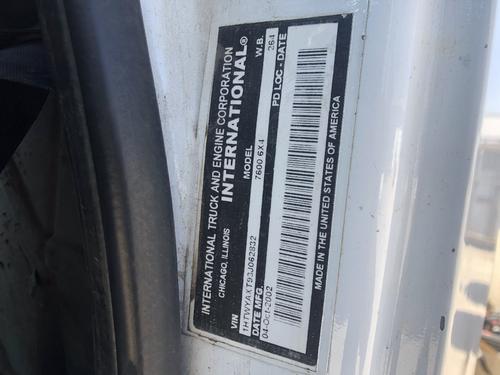 INTERNATIONAL TRUCK AND ENGINE CORPORATION
CHICAGO, ILLINOIS
INTERNATIONAL®
VIN MODEL W.B.
1HTWYAXT93J062832 7600 6X4 264
DATE MFG. PD LOC - DATE
04-Oct-2002
MADE IN THE UNITED STATES OF AMERICA